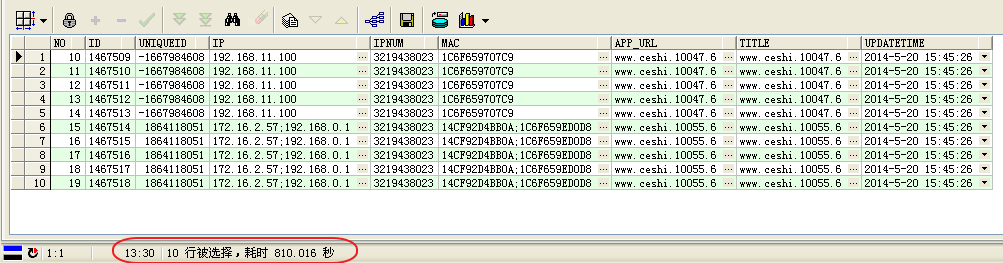 NO ID UNIQUEID IP IPNUM MAC APP_URL TITLE UPDATETIME
1 10 1467509 -1667984608 192.168.11.100 ... 3219438023 1C6F659707C9 ... www.ceshi.10047.6 ... www.ceshi.10047.6 ... 2014-5-20 15:45:26
2 11 1467510 -1667984608 192.168.11.100 ... 3219438023 1C6F659707C9 ... www.ceshi.10047.6 ... www.ceshi.10047.6 ... 2014-5-20 15:45:26
3 12 1467511 -1667984608 192.168.11.100 ... 3219438023 1C6F659707C9 ... www.ceshi.10047.6 ... www.ceshi.10047.6 ... 2014-5-20 15:45:26
4 13 1467512 -1667984608 192.168.11.100 ... 3219438023 1C6F659707C9 ... www.ceshi.10047.6 ... www.ceshi.10047.6 ... 2014-5-20 15:45:26
5 14 1467513 -1667984608 192.168.11.100 ... 3219438023 1C6F659707C9 ... www.ceshi.10047.6 ... www.ceshi.10047.6 ... 2014-5-20 15:45:26
6 15 1467514 1864118051 172.16.2.57;192.168.0.1 ... 3219438023 14CF92D4BB0A;1C6F659ED0D8 ... www.ceshi.10055.6 ... www.ceshi.10055.6 ... 2014-5-20 15:45:26
7 16 1467515 1864118051 172.16.2.57;192.168.0.1 ... 3219438023 14CF92D4BB0A;1C6F659ED0D8 ... www.ceshi.10055.6 ... www.ceshi.10055.6 ... 2014-5-20 15:45:26
8 17 1467516 1864118051 172.16.2.57;192.168.0.1 ... 3219438023 14CF92D4BB0A;1C6F659ED0D8 ... www.ceshi.10055.6 ... www.ceshi.10055.6 ... 2014-5-20 15:45:26
9 18 1467517 1864118051 172.16.2.57;192.168.0.1 ... 3219438023 14CF92D4BB0A;1C6F659ED0D8 ... www.ceshi.10055.6 ... www.ceshi.10055.6 ... 2014-5-20 15:45:26
10 19 1467518 1864118051 172.16.2.57;192.168.0.1 ... 3219438023 14CF92D4BB0A;1C6F659ED0D8 ... www.ceshi.10055.6 ... www.ceshi.10055.6 ... 2014-5-20 15:45:26
1:1 13:30 10 行被选择，耗时 810.016 秒